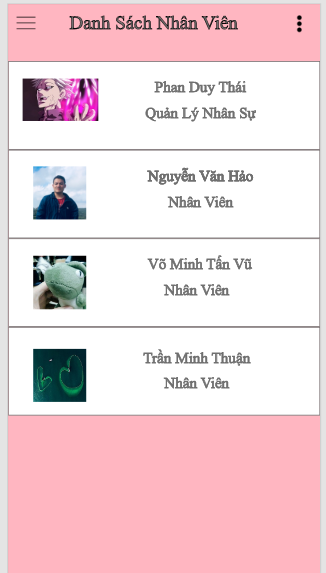 Danh Sách Nhân Viên
Phan Duy Thái
Quản Lý Nhân Sự
Nguyễn Văn Hảo
Nhân Viên
Võ Minh Tấn Vũ
Nhân Viên
Trần Minh Thuận
Nhân Viên